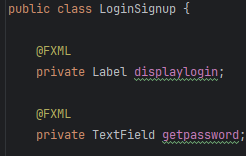 public class LoginSignup {
@FXML
private Label displaylogin;
@FXML
private TextField getpassword;